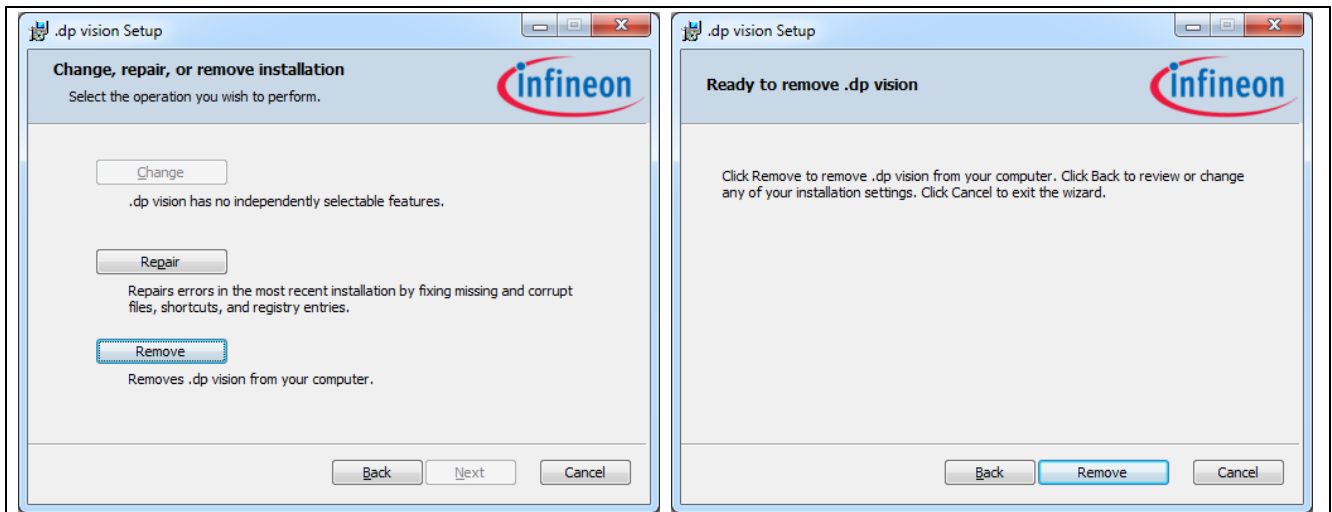 .dp vision Setup
Change, repair, or remove installation
Select the operation you wish to perform.
infineon
Change
.dp vision has no independently selectable features.
Repair
Repairs errors in the most recent installation by fixing missing and corrupt
files, shortcuts, and registry entries.
Remove
Removes .dp vision from your computer.
Back Next Cancel
.dp vision Setup
Ready to remove .dp vision
infineon
Click Remove to remove .dp vision from your computer. Click Back to review or change
any of your installation settings. Click Cancel to exit the wizard.
Back Remove Cancel